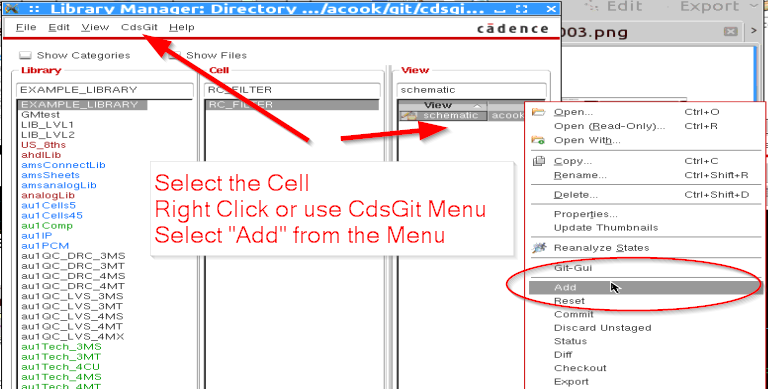 Library Manager: Directory .../acook/git/cdsgi...
Edit Export
File Edit View CdsGit Help
cādence
003.png
Show Categories Show Files
Library Cell View
EXAMPLE_LIBRARY RC_FILTER schematic
EXAMPLE_LIBRARY RC_FILTER View
GMtest schematic acook
LIB_LVL1
LIB_LVL2
US_8ths
ahdlLib
amsConnectLib
amsSheets
amsanalogLib
analogLib
au1Cells5
au1Cells45
au1Comp
au1IP
au1PCM
au1QC_DRC_3MS
au1QC_DRC_3MT
au1QC_DRC_4MS
au1QC_DRC_4MT
au1QC_LVS_3MS
au1QC_LVS_3MT
au1QC_LVS_4MS
au1QC_LVS_4MT
au1QC_LVS_4MX
au1Tech_3MS
au1Tech_3MT
au1Tech_4CU
au1Tech_4MS
au1Tech_4MT
Select the Cell
Right Click or use CdsGit Menu
Select "Add" from the Menu
Open... Ctrl+O
Open (Read-Only)... Ctrl+R
Open With...
Copy... Ctrl+C
Rename... Ctrl+Shift+R
Delete... Ctrl+Shift+D
Properties...
Update Thumbnails
Reanalyze States
Git-Gui
Add
Reset
Commit
Discard Unstaged
Status
Diff
Checkout
Export